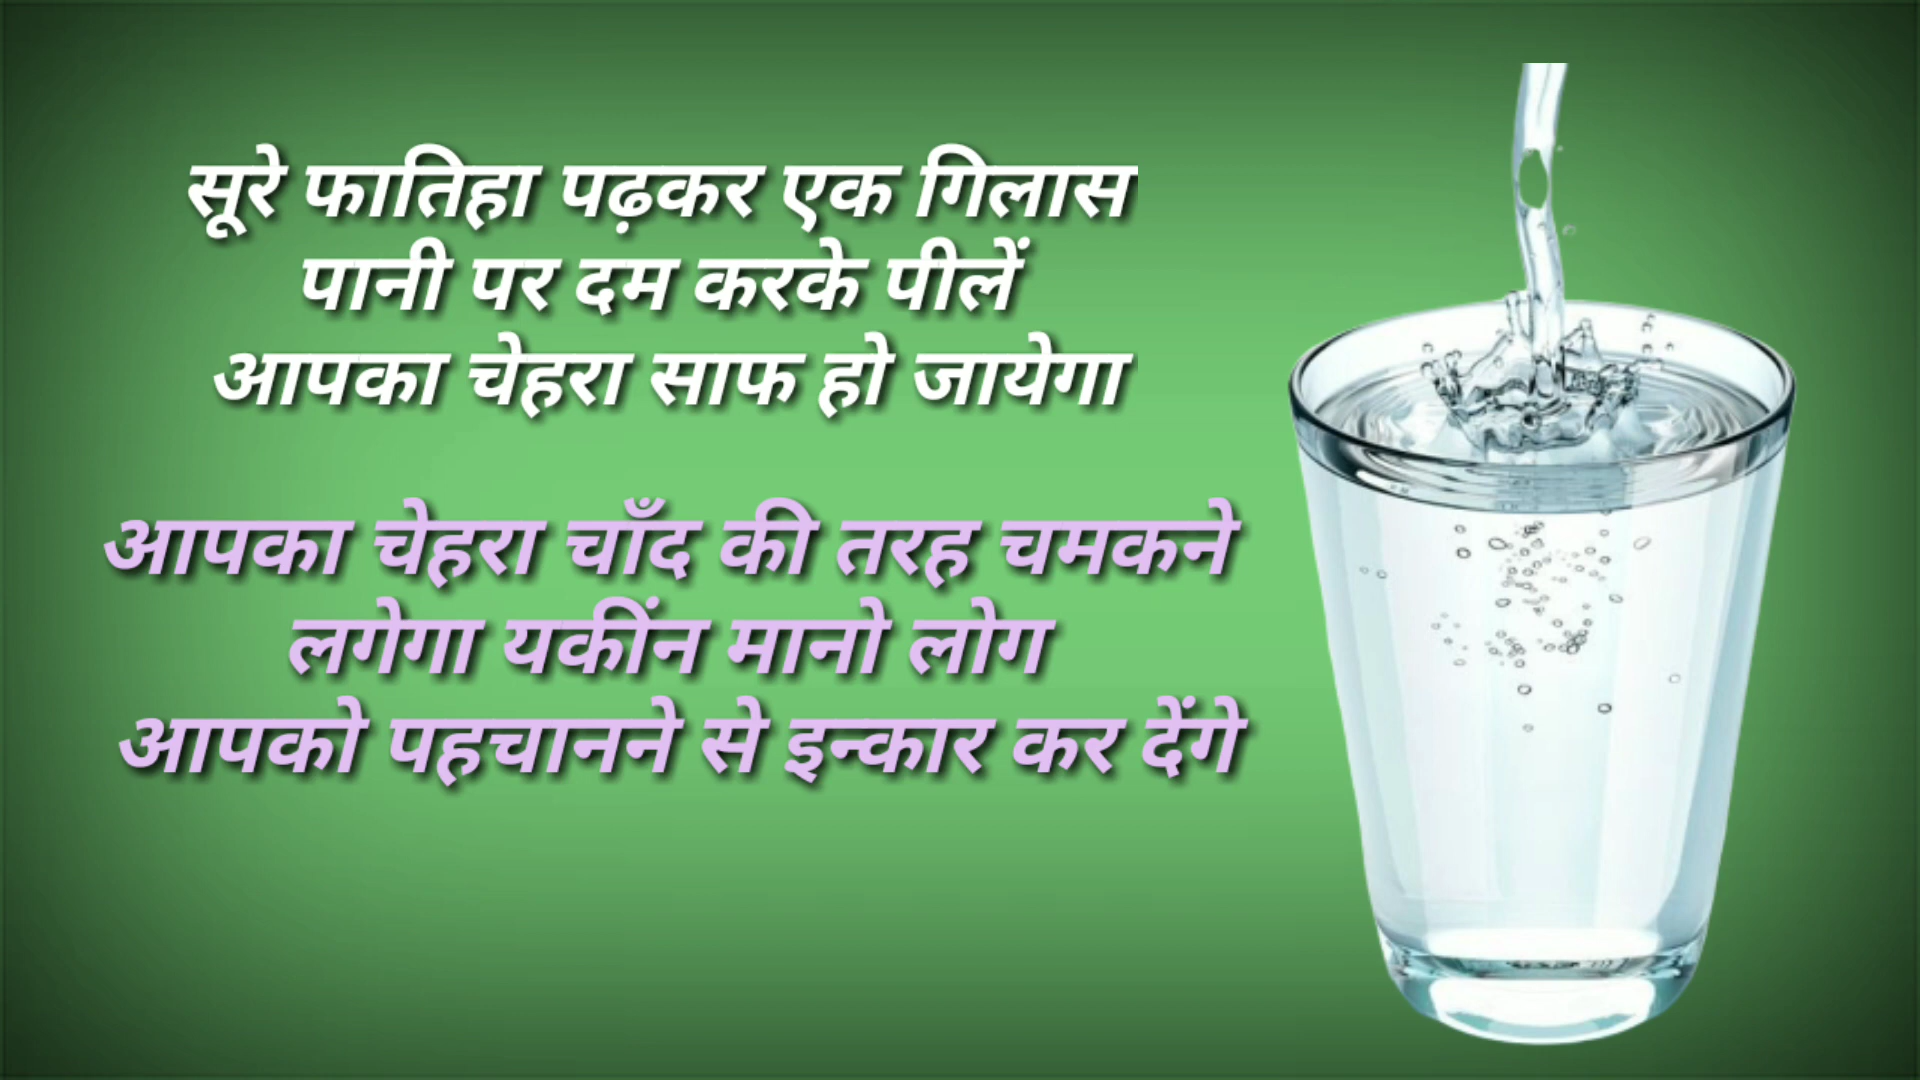 सूरे फातिहा पढ़कर एक गिलास
पानी पर दम करके पीलें
आपका चेहरा साफ हो जायेगा
आपका चेहरा चाँद की तरह चमकने
लगेगा यकींन मानो लोग
आपको पहचानने से इन्कार कर देंगे